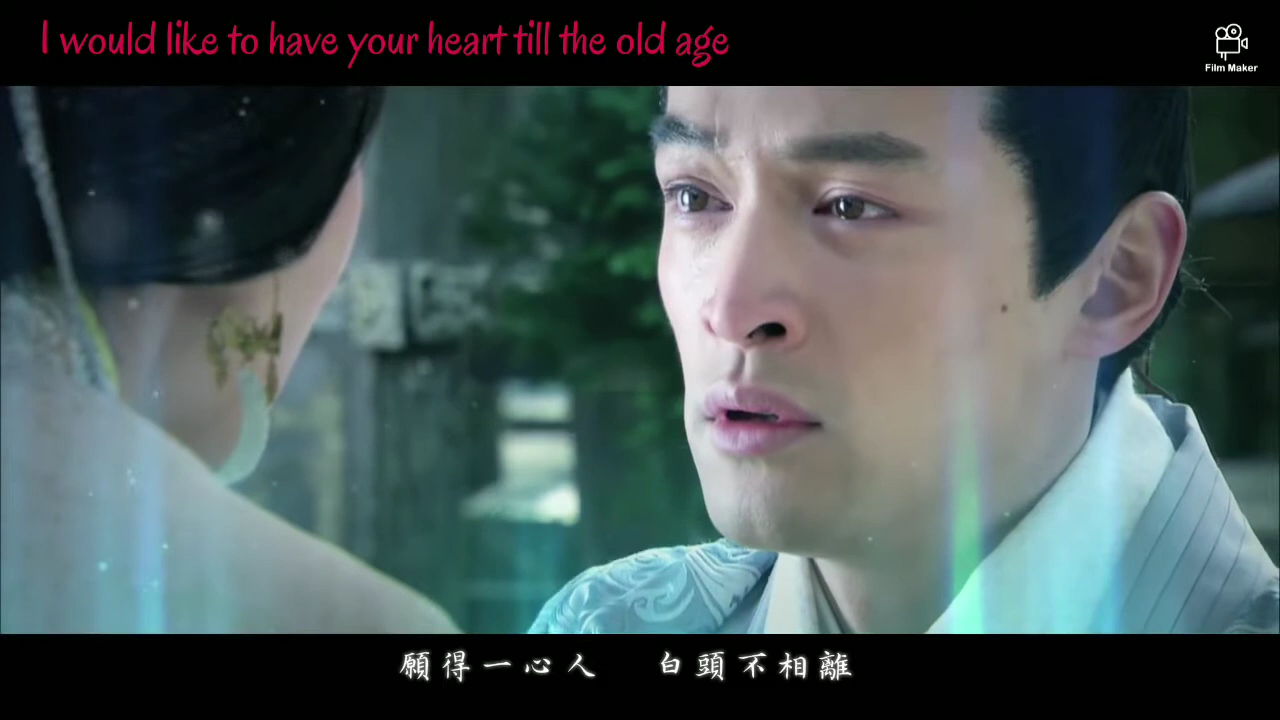 I would like to have your heart till the old age
Film Maker
願得一心人 白頭不相離